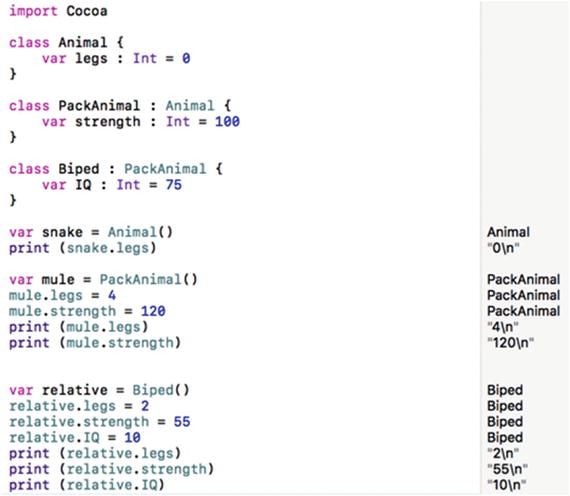 import Cocoa
class Animal {
    var legs : Int = 0
}
class PackAnimal : Animal {
    var strength : Int = 100
}
class Biped : PackAnimal {
    var IQ : Int = 75
}
var snake = Animal() Animal
print (snake.legs) "0\n"
var mule = PackAnimal() PackAnimal
mule.legs = 4 PackAnimal
mule.strength = 120 PackAnimal
print (mule.legs) "4\n"
print (mule.strength) "120\n"
var relative = Biped() Biped
relative.legs = 2 Biped
relative.strength = 55 Biped
relative.IQ = 10 Biped
print (relative.legs) "2\n"
print (relative.strength) "55\n"
print (relative.IQ) "10\n"